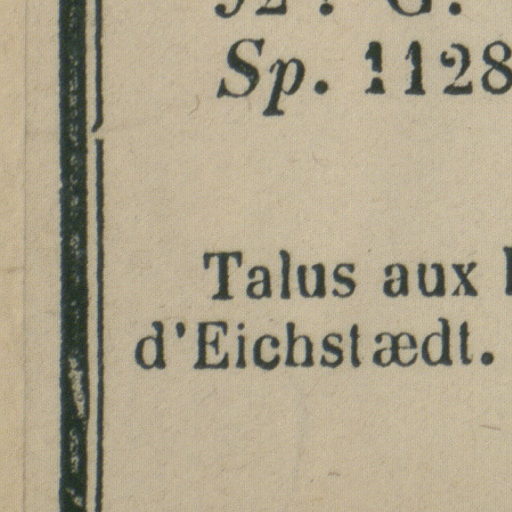 Sp. 1128
Talus aux
d'Eichstædt.